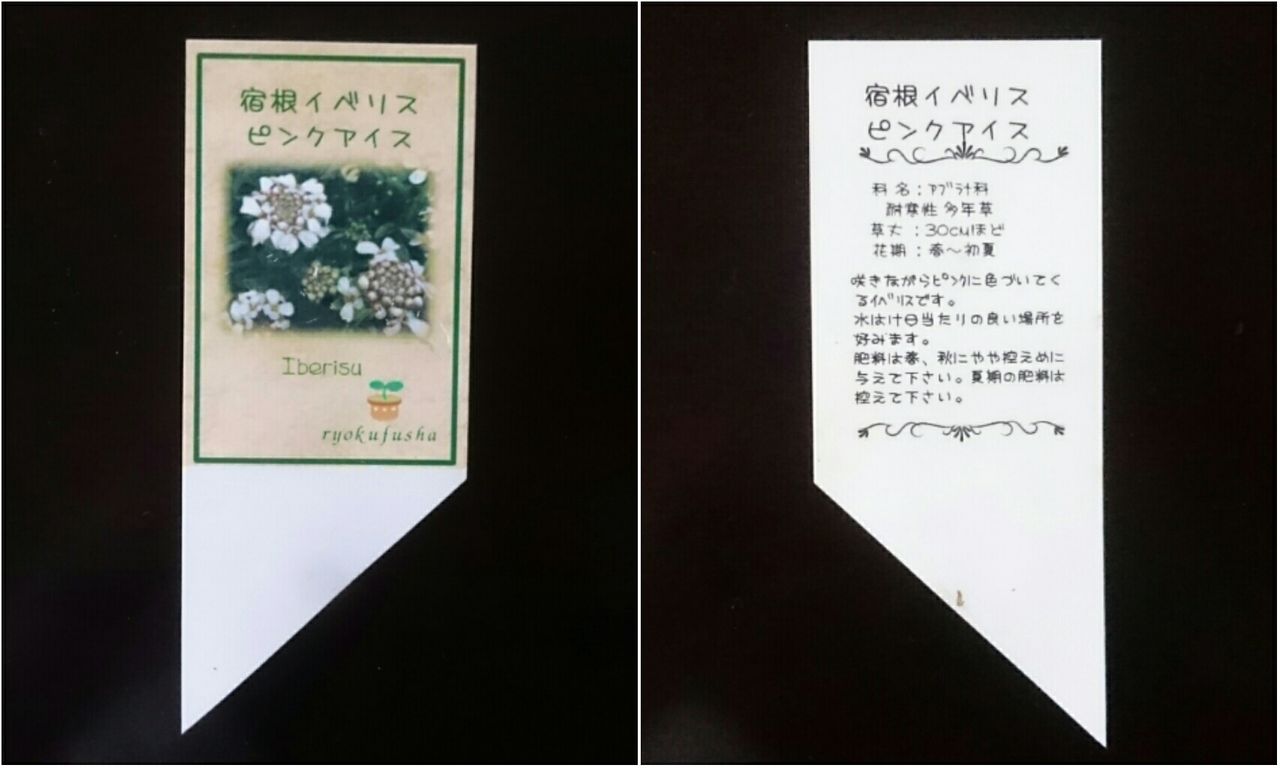 宿根イベリス
ピンクアイス
Iberisu
ryokufusha
宿根イベリス
ピンクアイス
科名：ｱﾌﾞﾗﾅ科
耐寒性多年草
草丈：30cmほど
花期：春～初夏
咲きながらﾋﾟﾝｸに色づいてく
るｲﾍﾞﾘｽです。
水はけ日当たりの良い場所を
好みます。
肥料は春、秋にやや控えめに
与えて下さい。夏期の肥料は
控えて下さい。